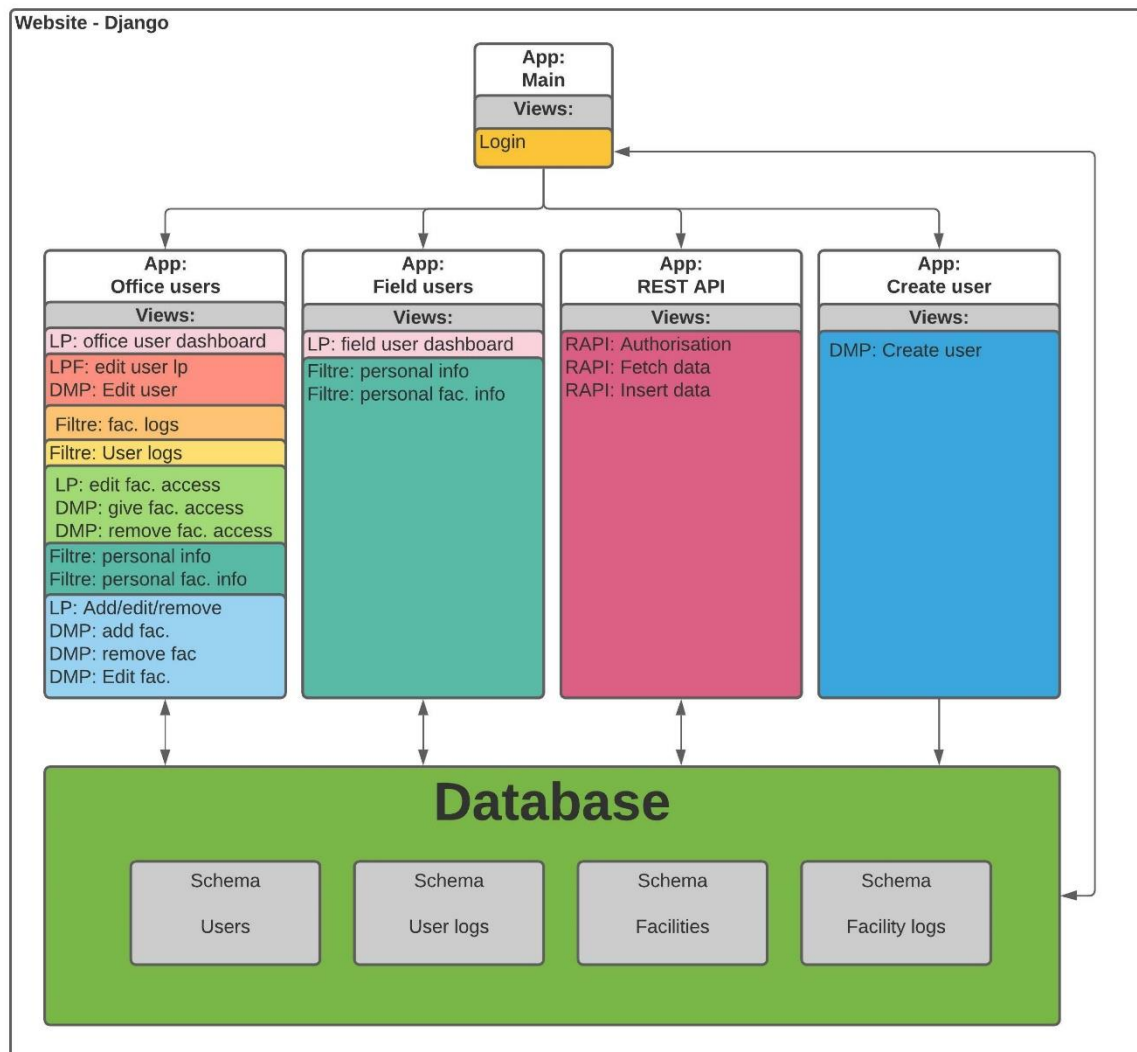 Website - Django
App:
Main
Views:
Login
App:
Office users
Views:
LP: office user dashboard
LPF: edit user lp
DMP: Edit user
Filtre: fac. logs
Filtre: User logs
LP: edit fac. access
DMP: give fac. access
DMP: remove fac. access
Filtre: personal info
Filtre: personal fac. info
LP: Add/edit/remove
DMP: add fac.
DMP: remove fac
DMP: Edit fac.
App:
Field users
Views:
LP: field user dashboard
Filtre: personal info
Filtre: personal fac. info
App:
REST API
Views:
RAPI: Authorisation
RAPI: Fetch data
RAPI: Insert data
App:
Create user
Views:
DMP: Create user
Database
Schema
Users
Schema
User logs
Schema
Facilities
Schema
Facility logs